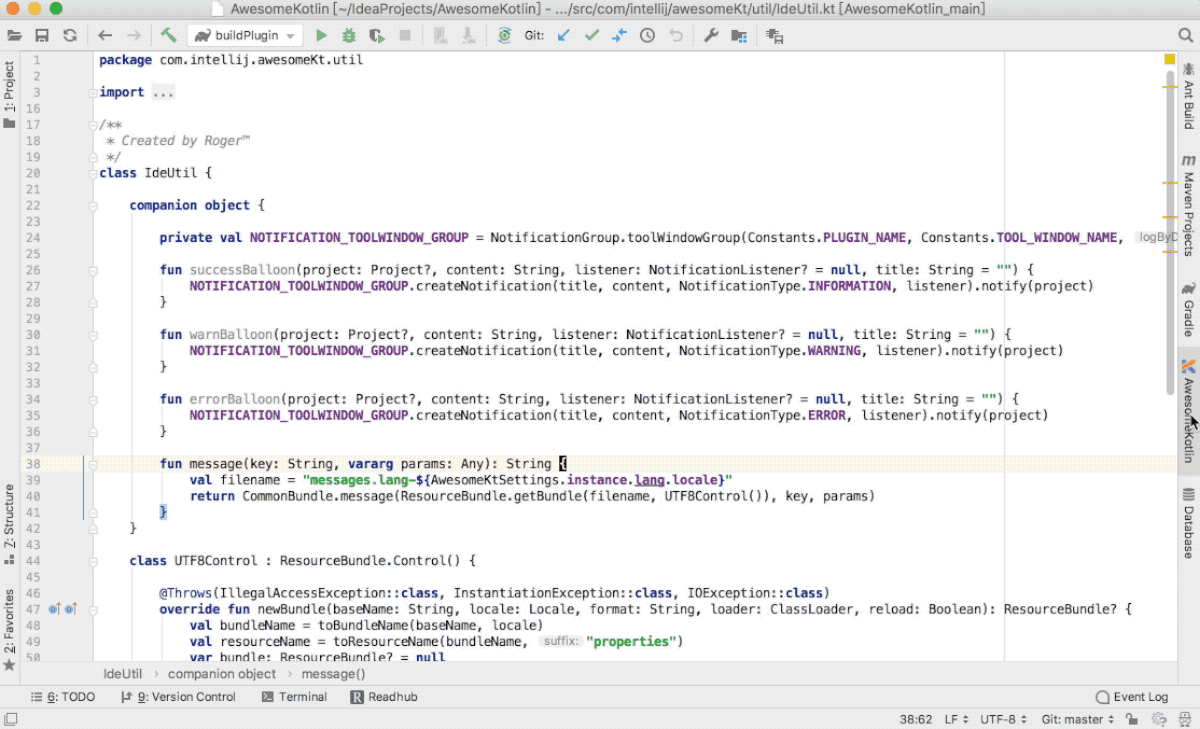 AwesomeKotlin [~/IdeaProjects/AwesomeKotlin] - .../src/com/intellij/awesomeKt/util/IdeUtil.kt [AwesomeKotlin_main]
buildPlugin
Git:
1: Project
7: Structure
2: Favorites
1 package com.intellij.awesomeKt.util
2
3 import ...
16
17 /**
18 * Created by Roger™
19 */
20 class IdeUtil {
21
22 companion object {
23
24 private val NOTIFICATION_TOOLWINDOW_GROUP = NotificationGroup.toolWindowGroup(Constants.PLUGIN_NAME, Constants.TOOL_WINDOW_NAME, logByD
25
26 fun successBalloon(project: Project?, content: String, listener: NotificationListener? = null, title: String = "") {
27 NOTIFICATION_TOOLWINDOW_GROUP.createNotification(title, content, NotificationType.INFORMATION, listener).notify(project)
28 }
29
30 fun warnBalloon(project: Project?, content: String, listener: NotificationListener? = null, title: String = "") {
31 NOTIFICATION_TOOLWINDOW_GROUP.createNotification(title, content, NotificationType.WARNING, listener).notify(project)
32 }
33
34 fun errorBalloon(project: Project?, content: String, listener: NotificationListener? = null, title: String = "") {
35 NOTIFICATION_TOOLWINDOW_GROUP.createNotification(title, content, NotificationType.ERROR, listener).notify(project)
36 }
37
38 fun message(key: String, vararg params: Any): String {
39 val filename = "messages.lang-${AwesomeKtSettings.instance.lang.locale}"
40 return CommonBundle.message(ResourceBundle.getBundle(filename, UTF8Control()), key, params)
41 }
42 }
43
44 class UTF8Control : ResourceBundle.Control() {
45
46 @Throws(IllegalAccessException::class, InstantiationException::class, IOException::class)
47 override fun newBundle(baseName: String, locale: Locale, format: String, loader: ClassLoader, reload: Boolean): ResourceBundle? {
48 val bundleName = toBundleName(baseName, locale)
49 val resourceName = toResourceName(bundleName, suffix: "properties")
50 var bundle: ResourceBundle? = null
Ant Build
m Maven Projects
Gradle
AwesomeKotlin
Database
IdeUtil › companion object › message()
6: TODO
9: Version Control
Terminal
R Readhub
Event Log
38:62 LF UTF-8 Git: master